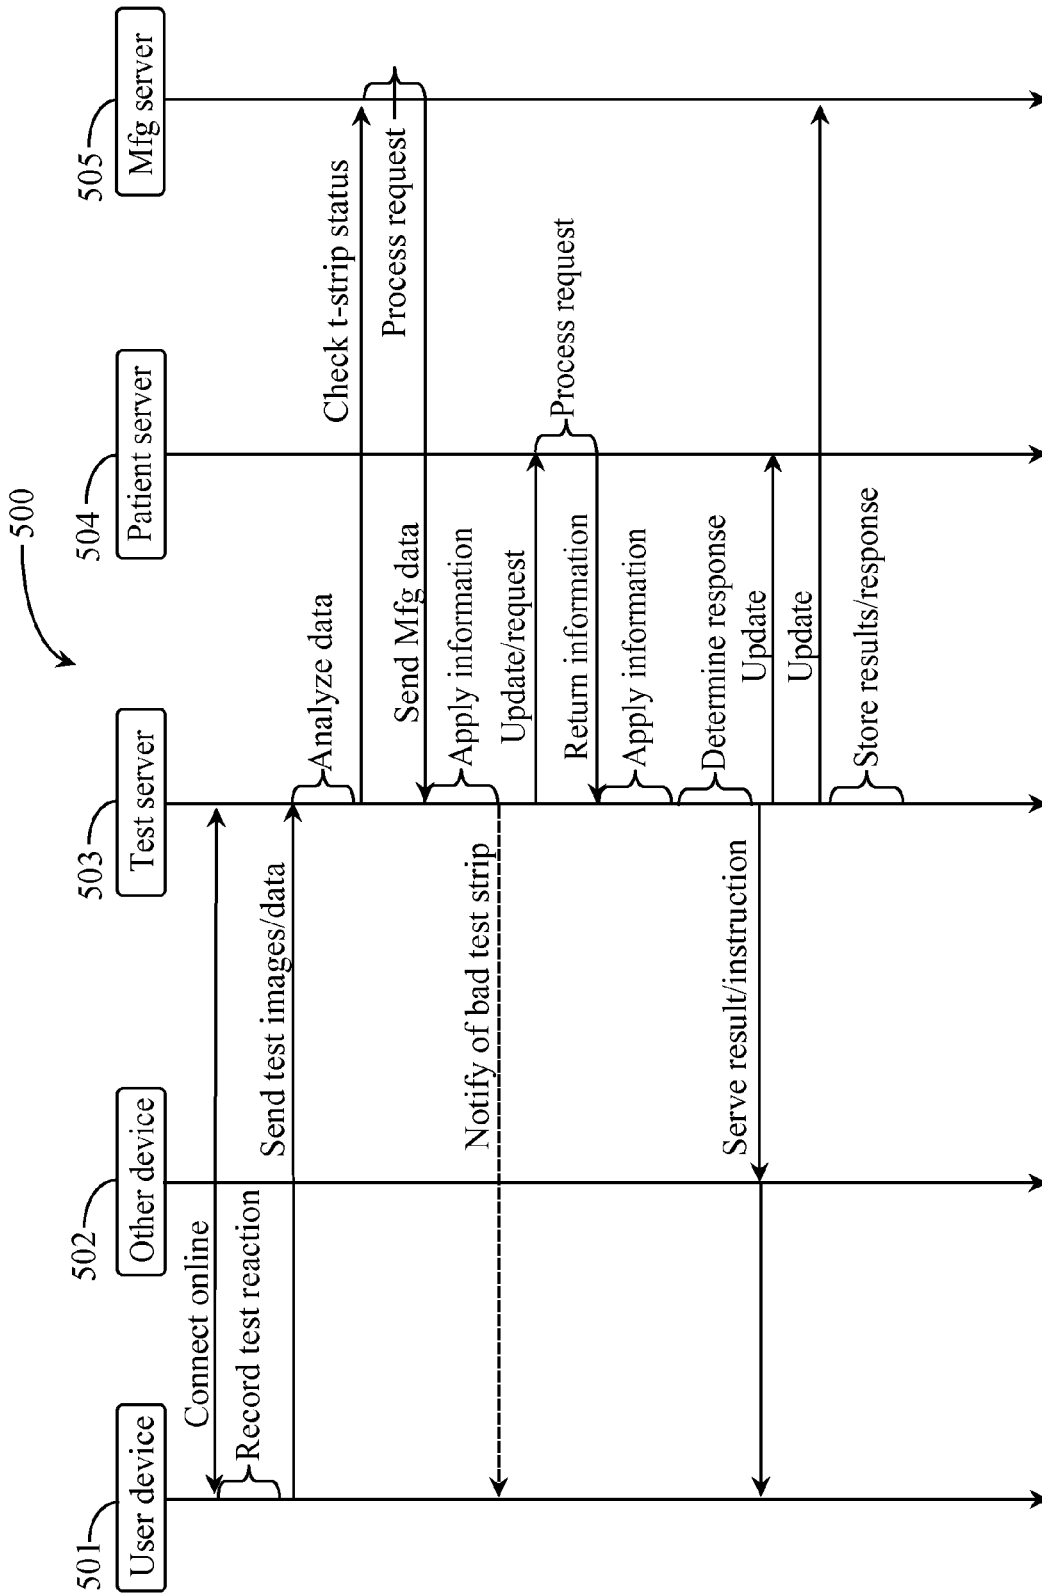 500
501
502
503
504
505
User device
Other device
Test server
Patient server
Mfg server
Connect online
Record test reaction
Send test images/data
Analyze data
Check t-strip status
Process request
Send Mfg data
Apply information
Notify of bad test strip
Update/request
Process request
Return information
Apply information
Determine response
Serve result/instruction
Update
Update
Store results/response